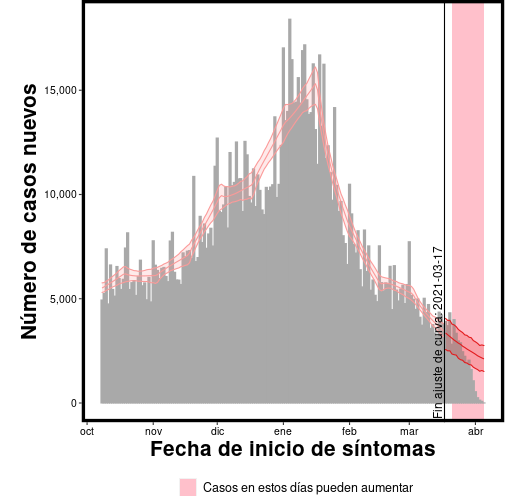 Número de casos nuevos
15,000
10,000
5,000
0
Fin ajuste de curva: 2021-03-17
oct nov dic ene feb mar abr
Fecha de inicio de síntomas
Casos en estos días pueden aumentar